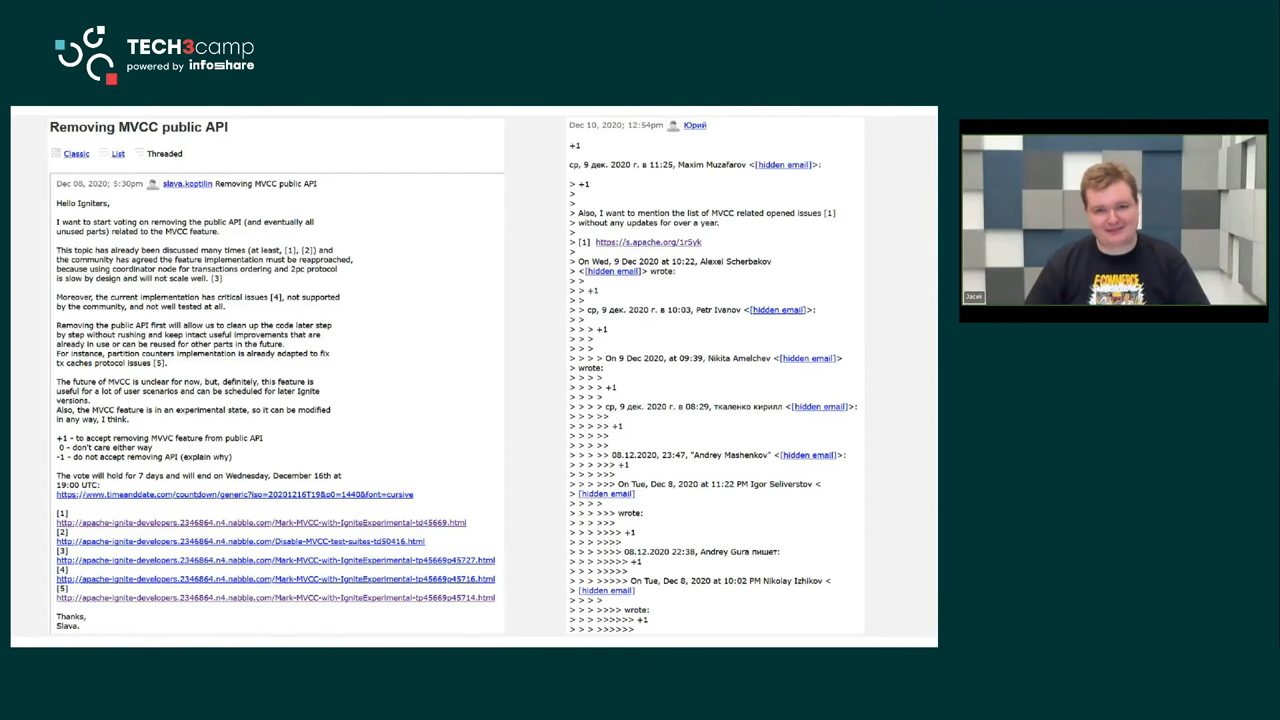 TECH3camp
powered by infoshare
Removing MVCC public API
Classic List Threaded
Dec 08, 2020; 5:30pm slava.koptilin Removing MVCC public API
Hello Igniters,
I want to start voting on removing the public API (and eventually all
unused parts) related to the MVCC feature.
This topic has already been discussed many times (at least, [1], [2]) and
the community has agreed the feature implementation must be reapproached,
because using coordinator node for transactions ordering and 2pc protocol
is slow by design and will not scale well. [3]
Moreover, the current implementation has critical issues [4], not supported
by the community, and not well tested at all.
Removing the public API first will allow us to clean up the code later step
by step without rushing and keep intact useful improvements that are
already in use or can be reused for other parts in the future.
For instance, partition counters implementation is already adapted to fix
tx caches protocol issues [5].
The future of MVCC is unclear for now, but, definitely, this feature is
useful for a lot of user scenarios and can be scheduled for later Ignite
versions.
Also, the MVCC feature is in an experimental state, so it can be modified
in any way, I think.
+1 - to accept removing MVVC feature from public API
0 - don't care either way
-1 - do not accept removing API (explain why)
The vote will hold for 7 days and will end on Wednesday, December 16th at
19:00 UTC:
https://www.timeanddate.com/countdown/generic?iso=20201216T19&p0=1440&font=cursive
[1]
http://apache-ignite-developers.2346864.n4.nabble.com/Mark-MVCC-with-IgniteExperimental-td45669.html
[2]
http://apache-ignite-developers.2346864.n4.nabble.com/Disable-MVCC-test-suites-td50416.html
[3]
http://apache-ignite-developers.2346864.n4.nabble.com/Mark-MVCC-with-IgniteExperimental-tp45669p45727.html
[4]
http://apache-ignite-developers.2346864.n4.nabble.com/Mark-MVCC-with-IgniteExperimental-tp45669p45716.html
[5]
http://apache-ignite-developers.2346864.n4.nabble.com/Mark-MVCC-with-IgniteExperimental-tp45669p45714.html
Thanks,
Slava.
Dec 10, 2020; 12:54pm Юрий
+1
ср, 9 дек. 2020 г. в 11:25, Maxim Muzafarov <[hidden email]>:
> +1
>
>
> Also, I want to mention the list of MVCC related opened issues [1]
> without any updates for over a year.
>
> [1] https://s.apache.org/1r5yk
>
> On Wed, 9 Dec 2020 at 10:22, Alexei Scherbakov
> <[hidden email]> wrote:
> >
> > +1
> >
> > ср, 9 дек. 2020 г. в 10:03, Petr Ivanov <[hidden email]>:
> >
> > > +1
> > >
> > >
> > > > On 9 Dec 2020, at 09:39, Nikita Amelchev <[hidden email]>
> > wrote:
> > > >
> > > > +1
> > > >
> > > > ср, 9 дек. 2020 г. в 08:29, ткаленко кирилл <[hidden email]>:
> > > >>
> > > >> +1
> > > >>
> > > >>
> > > >> 08.12.2020, 23:47, "Andrey Mashenkov" <[hidden email]>:
> > > >>> +1
> > > >>>
> > > >>> On Tue, Dec 8, 2020 at 11:22 PM Igor Seliverstov <
> [hidden email]
> > > >
> > > >>> wrote:
> > > >>>
> > > >>>> +1
> > > >>>>
> > > >>>> 08.12.2020 22:38, Andrey Gura пишет:
> > > >>>>> +1
> > > >>>>>
> > > >>>>> On Tue, Dec 8, 2020 at 10:02 PM Nikolay Izhikov <
> [hidden email]
> > > >
> > > >>>> wrote:
> > > >>>>>> +1
> > > >>>>>>
Jacek
E-COMMERCE